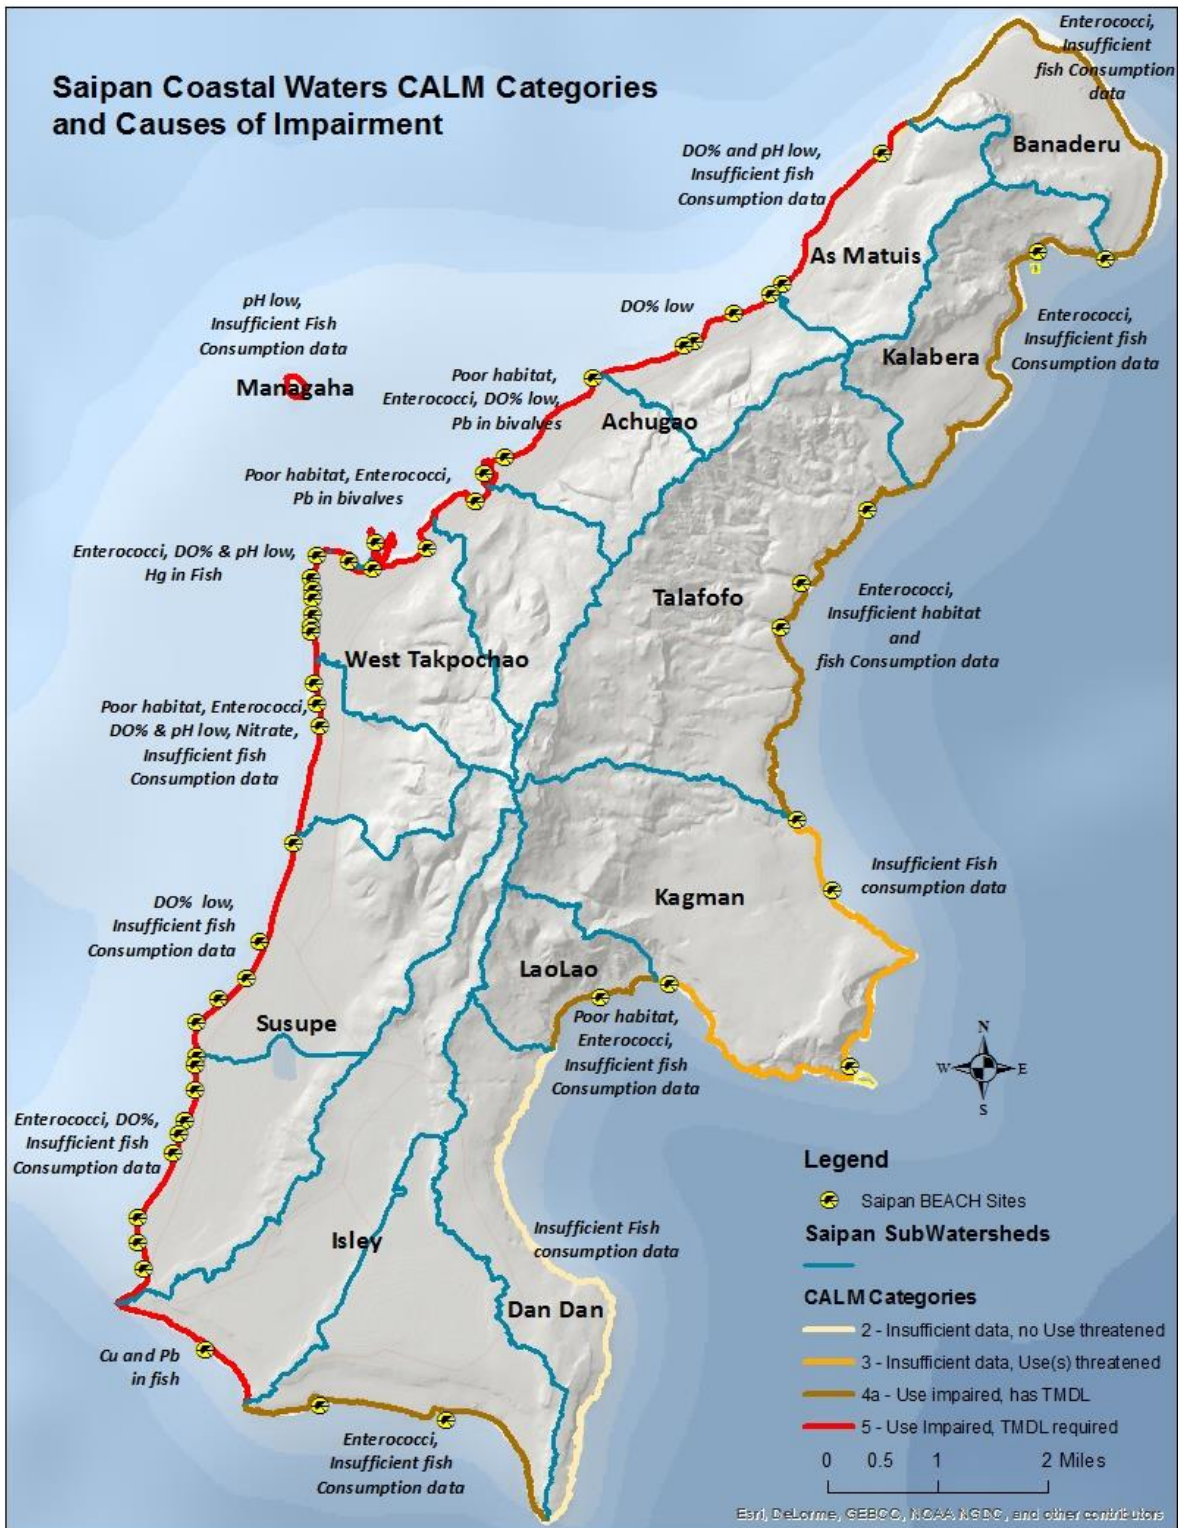 Saipan Coastal Waters CALM Categories
and Causes of Impairment
Enterococci,
Insufficient
fish Consumption
data
Banaderu
DO% and pH low,
Insufficient fish
Consumption data
As Matuis
pH low,
Insufficient Fish
Consumption data
Managaha
DO% low
Enterococci,
Insufficient fish
Consumption data
Kalabera
Poor habitat,
Enterococci, DO% low,
Pb in bivalves
Achugao
Poor habitat, Enterococci,
Pb in bivalves
Enterococci, DO% & pH low,
Hg in Fish
Talafofo
Enterococci,
Insufficient habitat
and
fish Consumption data
West Takpochao
Poor habitat, Enterococci,
DO% & pH low, Nitrate,
Insufficient fish
Consumption data
Insufficient Fish
consumption data
Kagman
DO% low,
Insufficient fish
Consumption data
LaoLao
Poor habitat,
Enterococci,
Insufficient fish
Consumption data
Susupe
N
W
E
S
Enterococci, DO%,
Insufficient fish
Consumption data
Isley
Insufficient Fish
consumption data
Dan Dan
Cu and Pb
in fish
Enterococci,
Insufficient fish
Consumption data
Legend
Saipan BEACH Sites
Saipan SubWatersheds
CALM Categories
2 - Insufficient data, no Use threatened
3 - Insufficient data, Use(s) threatened
4a - Use impaired, has TMDL
5 - Use Impaired, TMDL required
0 0.5 1 2 Miles
Esri, DeLorme, GEBCO, NOAA NGDC, and other contributors